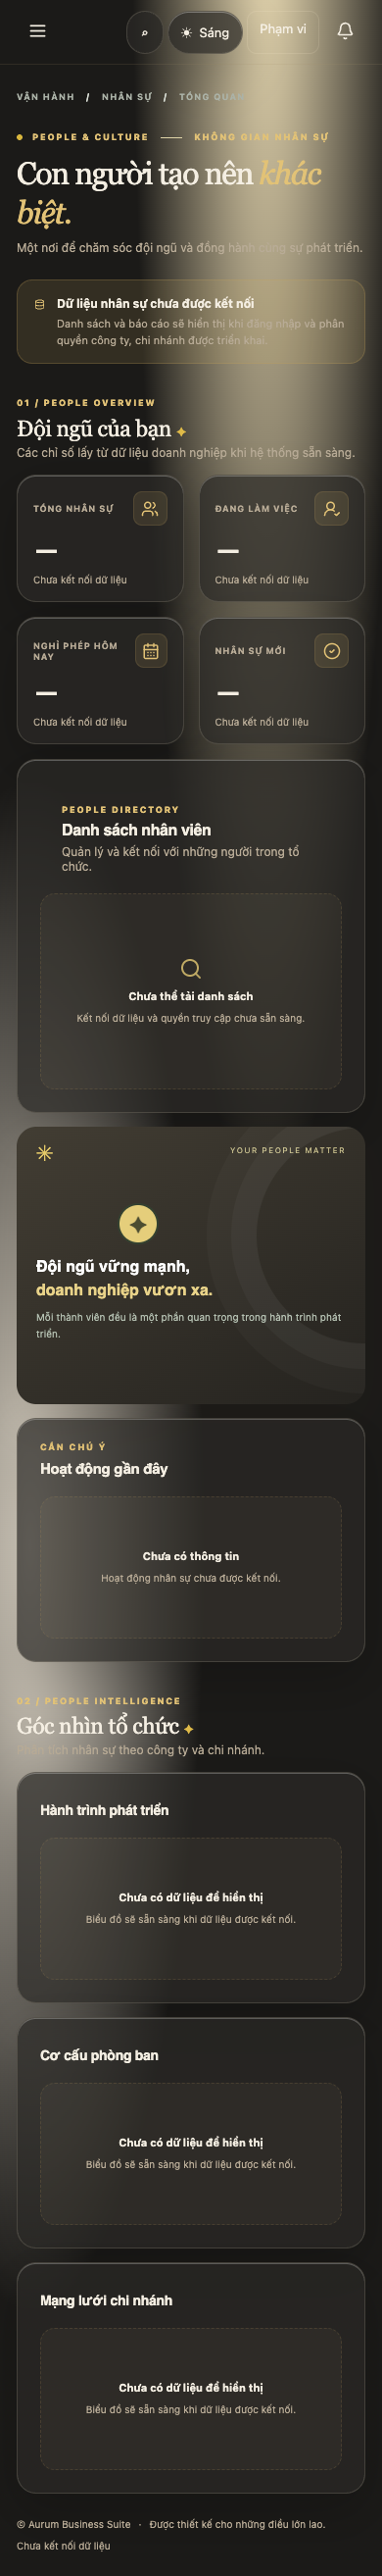 Sáng
Phạm vi
VẬN HÀNH / NHÂN SỰ / TỔNG QUAN
PEOPLE & CULTURE — KHÔNG GIAN NHÂN SỰ
Con người tạo nên khác
biệt.
Một nơi để chăm sóc đội ngũ và đồng hành cùng sự phát triển.
Dữ liệu nhân sự chưa được kết nối
Danh sách và báo cáo sẽ hiển thị khi đăng nhập và phân
quyền công ty, chi nhánh được triển khai.
01 / PEOPLE OVERVIEW
Đội ngũ của bạn
Các chỉ số lấy từ dữ liệu doanh nghiệp khi hệ thống sẵn sàng.
TỔNG NHÂN SỰ
—
Chưa kết nối dữ liệu
ĐANG LÀM VIỆC
—
Chưa kết nối dữ liệu
NGHỈ PHÉP HÔM
NAY
—
Chưa kết nối dữ liệu
NHÂN SỰ MỚI
—
Chưa kết nối dữ liệu
PEOPLE DIRECTORY
Danh sách nhân viên
Quản lý và kết nối với những người trong tổ
chức.
Chưa thể tải danh sách
Kết nối dữ liệu và quyền truy cập chưa sẵn sàng.
YOUR PEOPLE MATTER
Đội ngũ vững mạnh,
doanh nghiệp vươn xa.
Mỗi thành viên đều là một phần quan trọng trong hành trình phát
triển.
CẦN CHÚ Ý
Hoạt động gần đây
Chưa có thông tin
Hoạt động nhân sự chưa được kết nối.
02 / PEOPLE INTELLIGENCE
Góc nhìn tổ chức
tích nhân sự theo công ty và chi nhánh.
Hành trình phát triển
Chưa có dữ liệu để hiển thị
Biểu đồ sẽ sẵn sàng khi dữ liệu được kết nối.
Cơ cấu phòng ban
Chưa có dữ liệu để hiển thị
Biểu đồ sẽ sẵn sàng khi dữ liệu được kết nối.
Mạng lưới chi nhánh
Chưa có dữ liệu để hiển thị
Biểu đồ sẽ sẵn sàng khi dữ liệu được kết nối.
© Aurum Business Suite · Được thiết kế cho những điều lớn lao.
Chưa kết nối dữ liệu